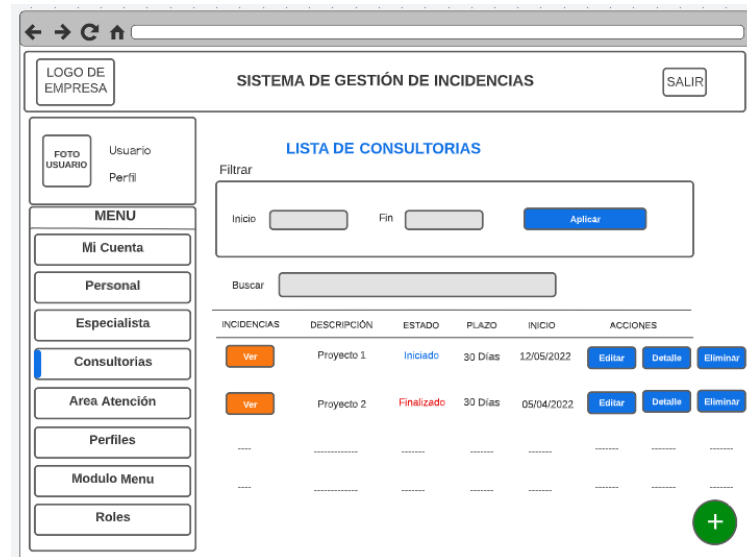 LOGO DE
EMPRESA
SISTEMA DE GESTIÓN DE INCIDENCIAS
SALIR
FOTO
USUARIO
Usuario
Perfil
MENU
Mi Cuenta
Personal
Especialista
Consultorias
Area Atención
Perfiles
Modulo Menu
Roles
LISTA DE CONSULTORIAS
Filtrar
Inicio Fin Aplicar
Buscar
INCIDENCIAS DESCRIPCIÓN ESTADO PLAZO INICIO ACCIONES
Ver Proyecto 1 Iniciado 30 Días 12/05/2022 Editar Detalle Eliminar
Ver Proyecto 2 Finalizado 30 Días 05/04/2022 Editar Detalle Eliminar
---- ------------- ------- ------- ------- ------- ------- -------
---- ------------- ------- ------- ------- ------- ------- -------
+